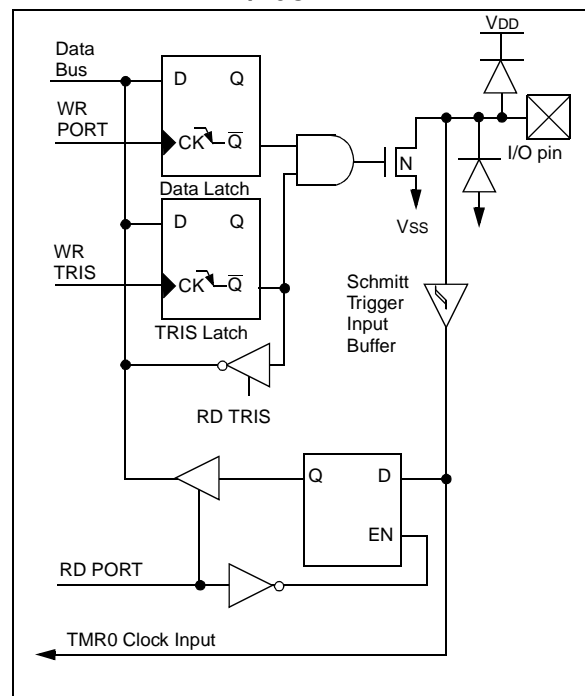 VDD
Data
Bus
D
Q
WR
PORT
CK
Q
N
I/O pin
Data Latch
VSS
D
Q
WR
TRIS
CK
Q
Schmitt
Trigger
Input
Buffer
TRIS Latch
RD TRIS
Q
D
EN
RD PORT
TMR0 Clock Input